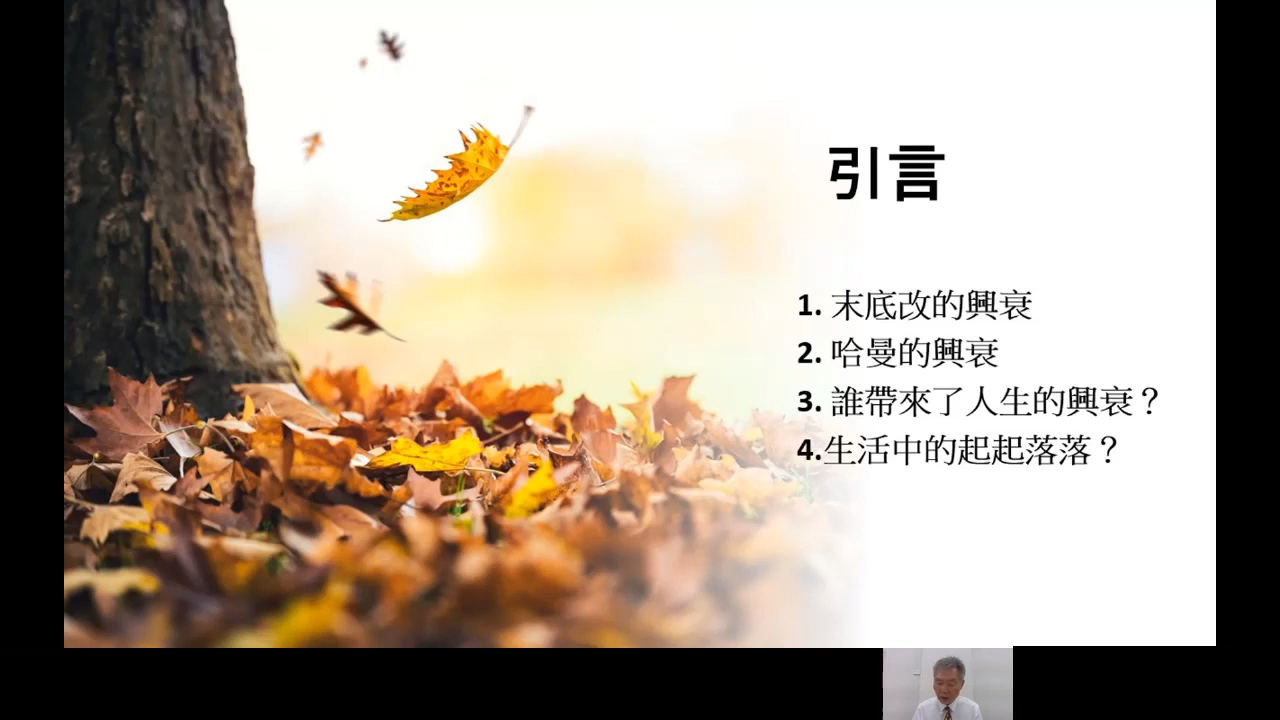 引言
1. 末底改的興衰
2. 哈曼的興衰
3. 誰帶來了人生的興衰？
4.生活中的起起落落？